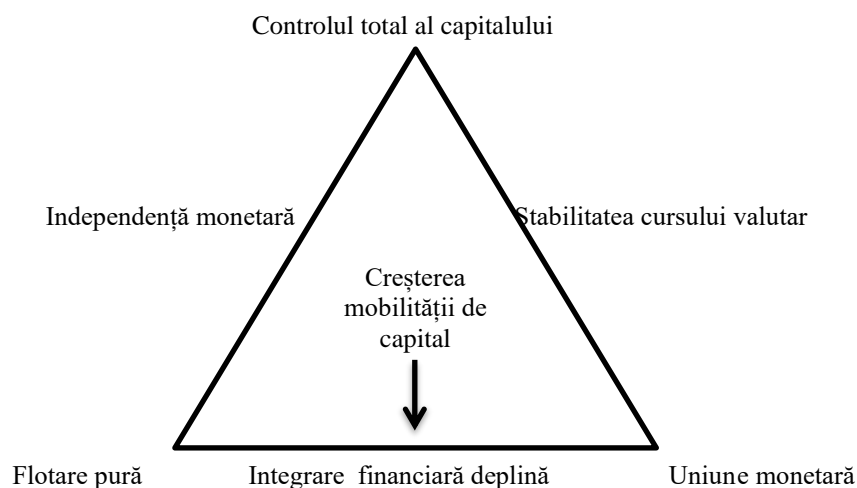 Controlul total al capitalului
Independență monetară
Stabilitatea cursului valutar
Creșterea
mobilității de
capital
Flotare pură
Integrare financiară deplină
Uniune monetară